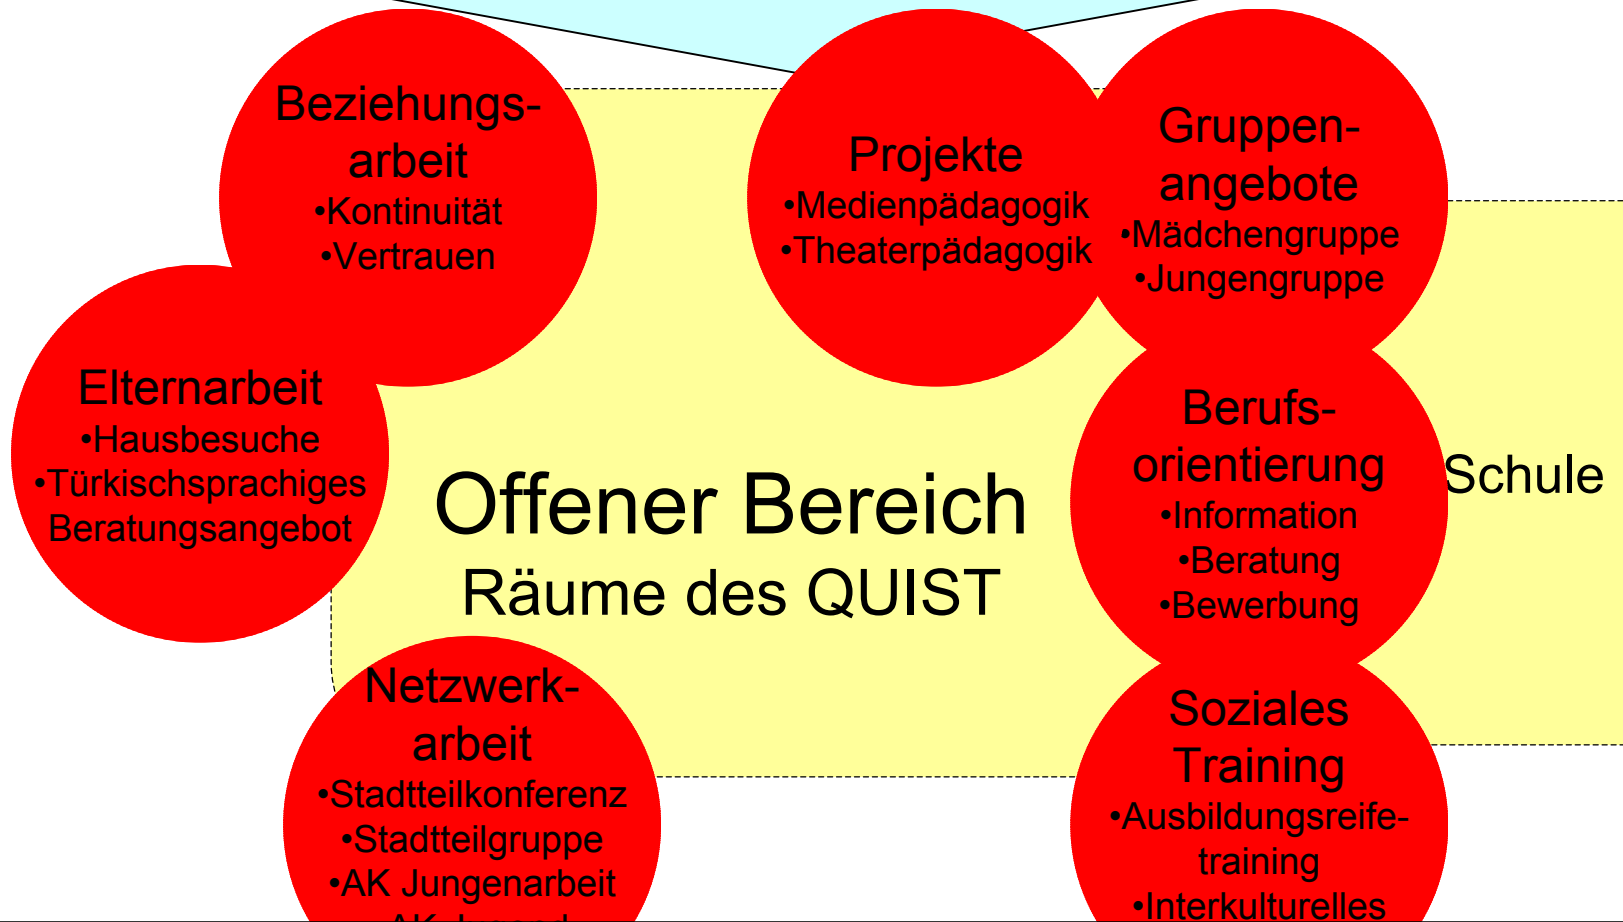 Beziehungs-
arbeit
•Kontinuität
•Vertrauen
Projekte
•Medienpädagogik
•Theaterpädagogik
Gruppen-
angebote
•Mädchengruppe
•Jungengruppe
Elternarbeit
•Hausbesuche
•Türkischsprachiges
Beratungsangebot
Offener Bereich
Räume des QUIST
Berufs-
orientierung
•Information
•Beratung
•Bewerbung
Schule
Netzwerk-
arbeit
•Stadtteilkonferenz
•Stadtteilgruppe
•AK Jungenarbeit
Soziales
Training
•Ausbildungsreife-
training
•Interkulturelles